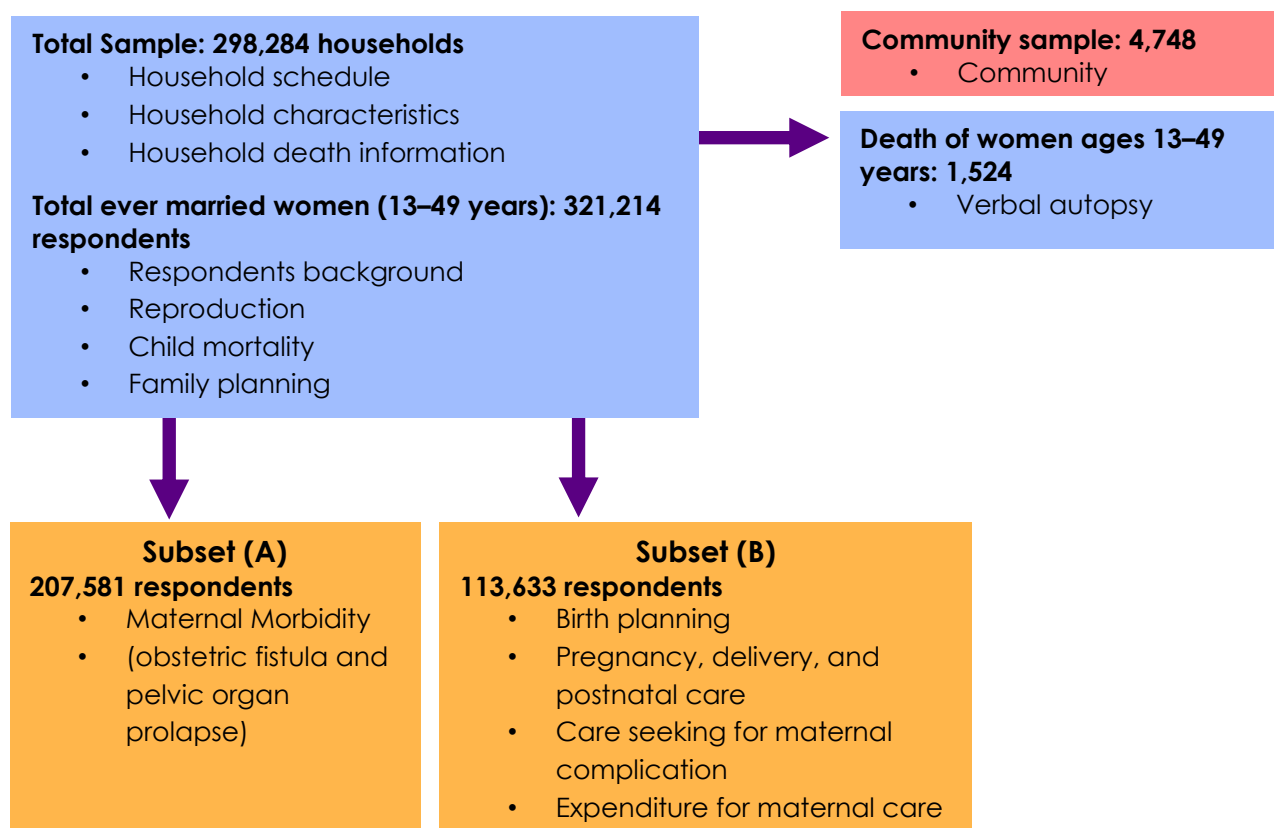 Total Sample: 298,284 households
• Household schedule
• Household characteristics
• Household death information
Total ever married women (13–49 years): 321,214
respondents
• Respondents background
• Reproduction
• Child mortality
• Family planning
Community sample: 4,748
• Community
Death of women ages 13–49
years: 1,524
• Verbal autopsy
Subset (A)
207,581 respondents
• Maternal Morbidity
• (obstetric fistula and
pelvic organ
prolapse)
Subset (B)
113,633 respondents
• Birth planning
• Pregnancy, delivery, and
postnatal care
• Care seeking for maternal
complication
• Expenditure for maternal care